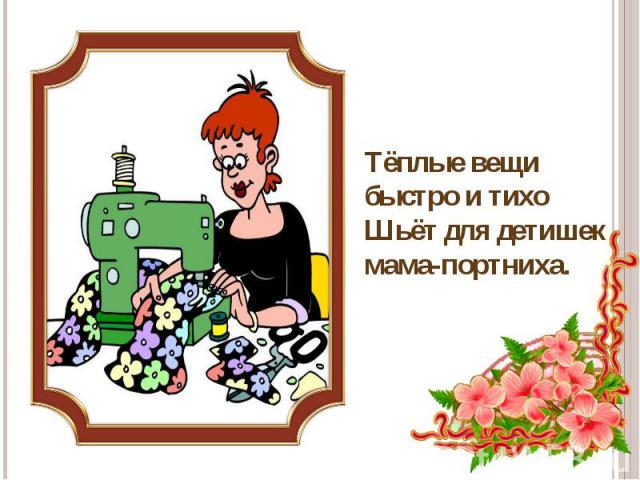 Тёплые вещи
быстро и тихо
Шьёт для детишек
мама-портниха.